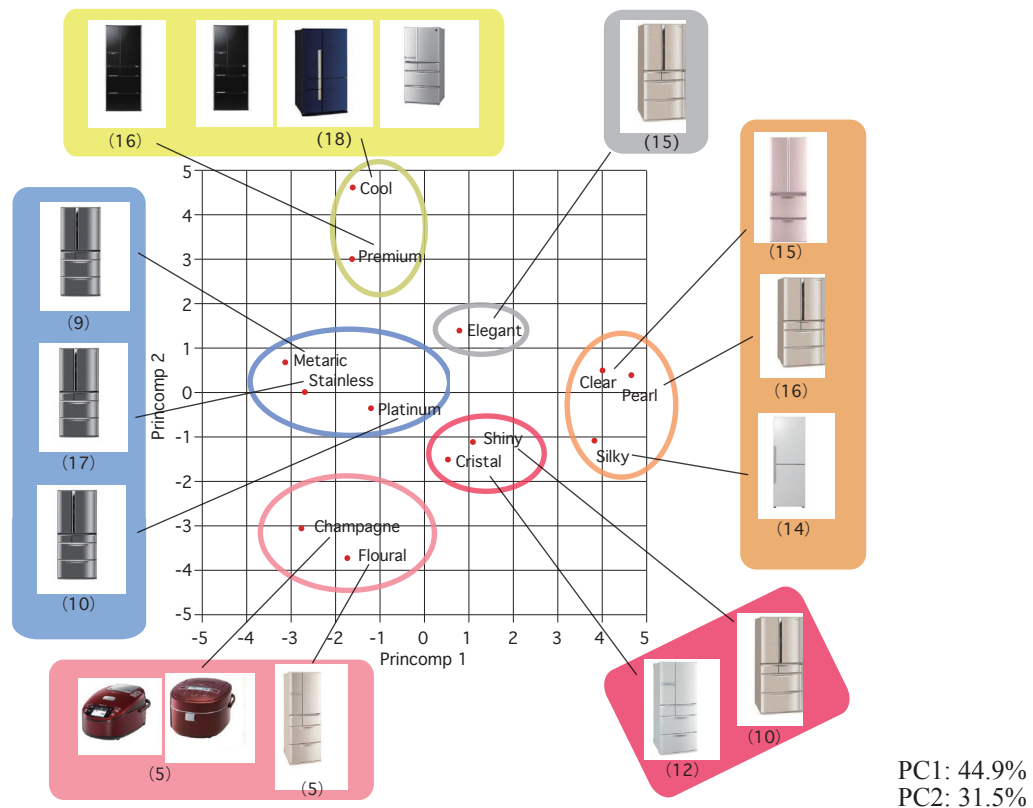 (16)
(18)
(15)
(15)
(16)
(14)
(9)
(17)
(10)
Princomp 2
5
4
3
2
1
0
-1
-2
-3
-4
-5
Cool
Premium
Elegant
Metaric
Stainless
Platinum
Clear
Pearl
Shiny
Cristal
Silky
Champagne
Floural
-5 -5 -3 -2 -1 0 1 2 3 4 5
Princomp 1
(5)
(5)
(12)
(10)
PC1: 44.9%
PC2: 31.5%